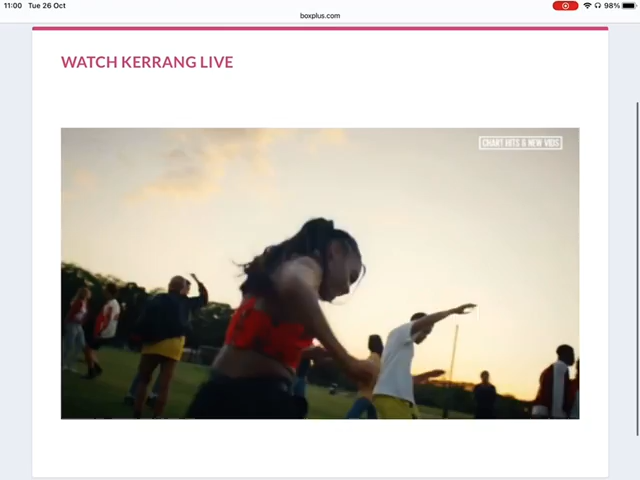 11:00 Tue 26 Oct
98%
boxplus.com
WATCH KERRANG LIVE
CHART HITS & NEW VIDS